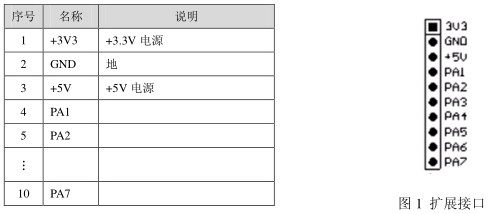 序号 名称 说明
1 +3V3 +3.3V 电源
2 GND 地
3 +5V +5V 电源
4 PA1
5 PA2
⋮
10 PA7
3V3
GND
+5V
PA1
PA2
PA3
PA4
PA5
PA6
PA7
图 1 扩展接口